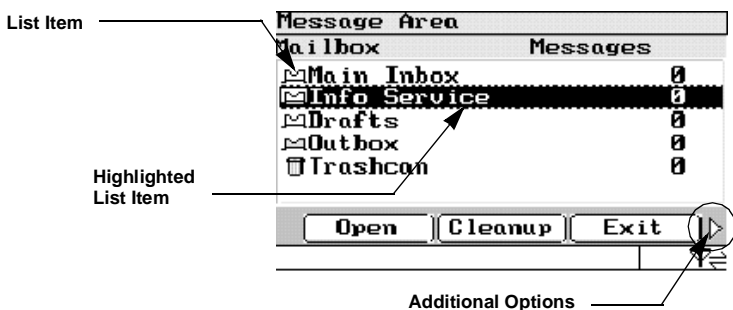 List Item
Message Area
Mailbox Messages
Main Inbox 0
Info Service 0
Drafts 0
Outbox 0
Trashcan 0
Highlighted
List Item
Open Cleanup Exit
Additional Options